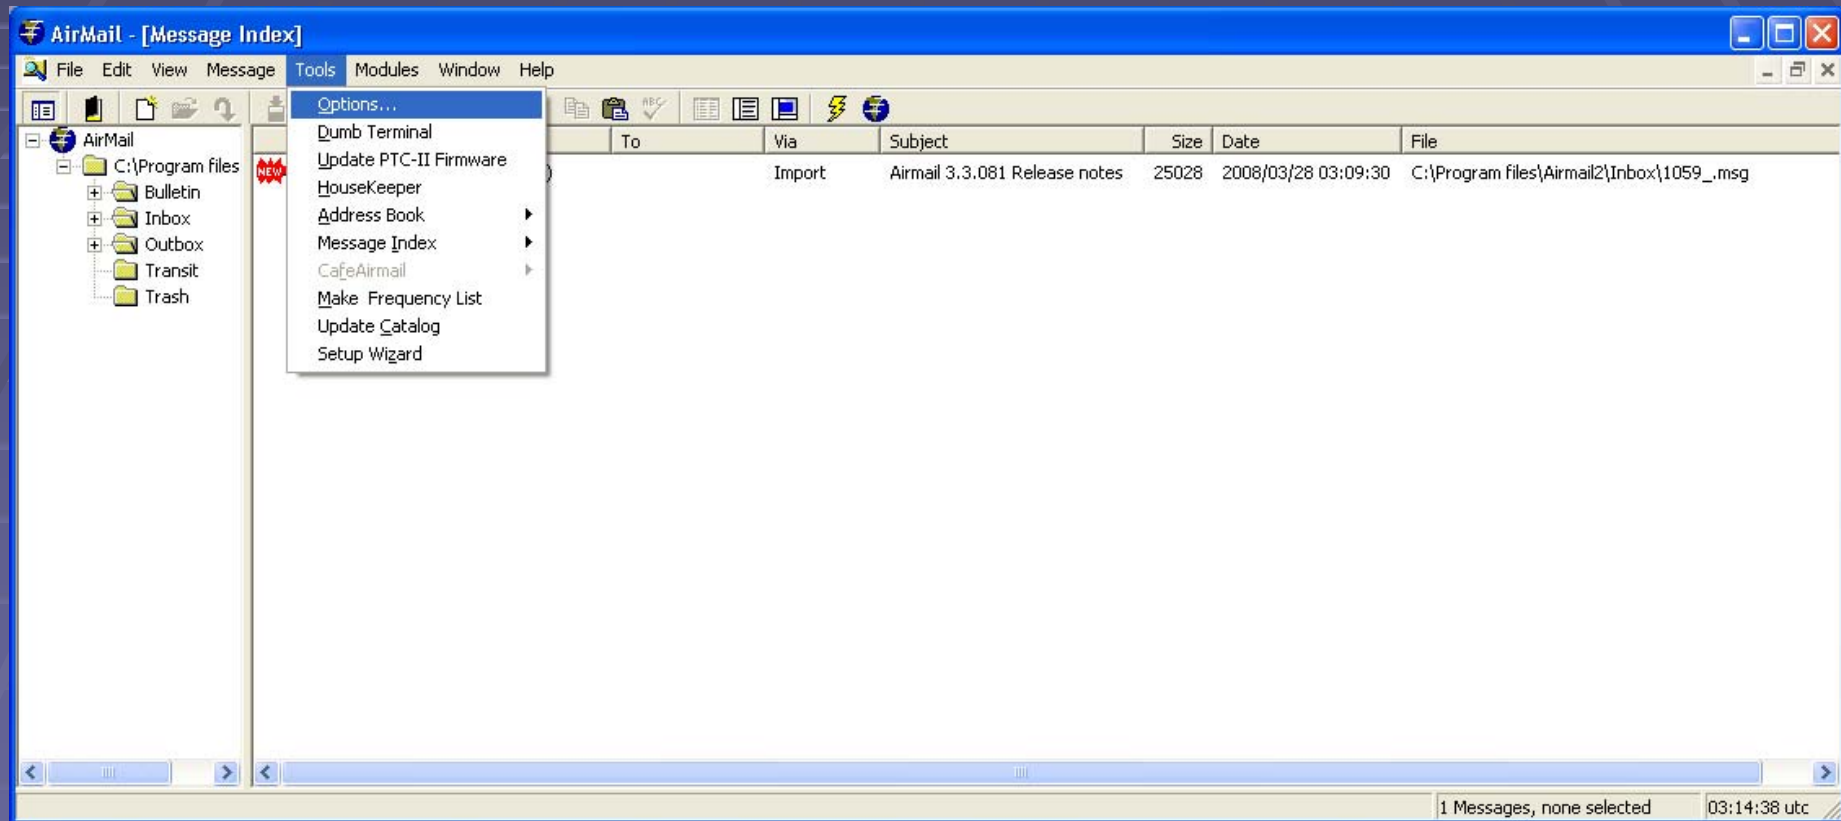 AirMail - [Message Index]
File Edit View Message Tools Modules Window Help
ABC
Options...
Dumb Terminal
Update PTC-II Firmware
HouseKeeper
Address Book
Message Index
CafeAirmail
Make Frequency List
Update Catalog
Setup Wizard
AirMail
C:\Program files
Bulletin
Inbox
Outbox
Transit
Trash
To Via Subject Size Date File
NEW ) Import Airmail 3.3.081 Release notes 25028 2008/03/28 03:09:30 C:\Program files\Airmail2\Inbox\1059_.msg
1 Messages, none selected 03:14:38 utc